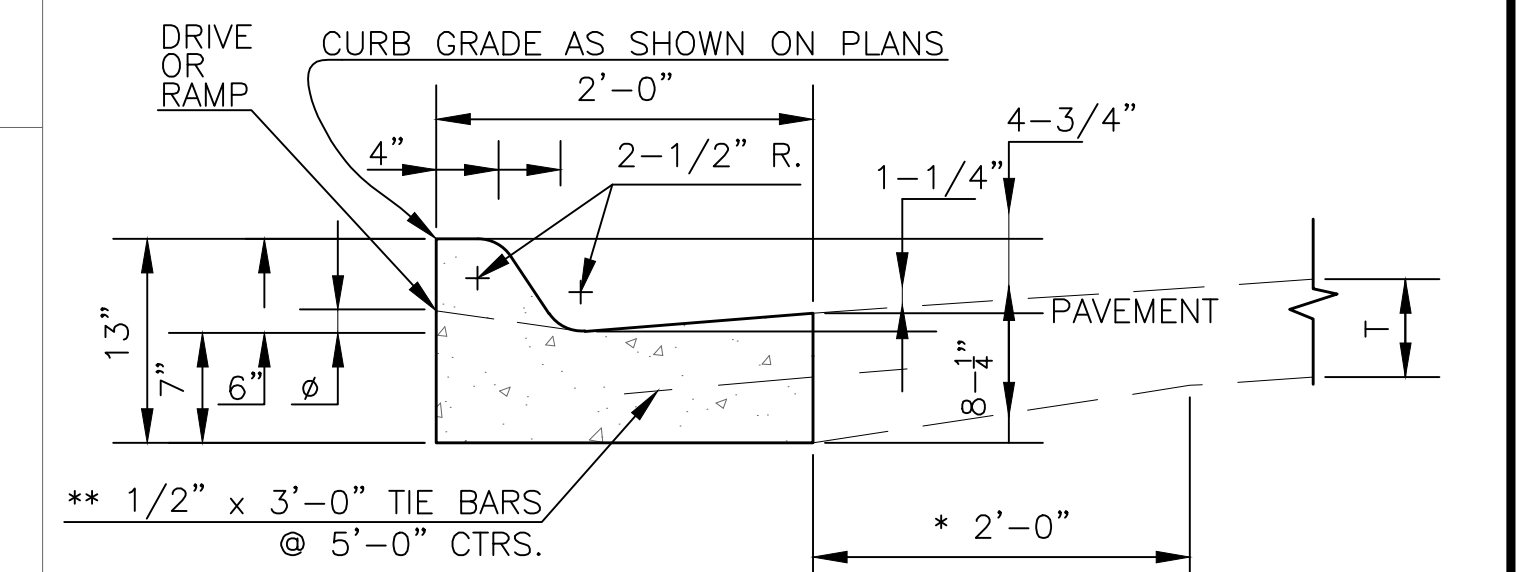 DRIVE
OR
RAMP
CURB GRADE AS SHOWN ON PLANS
2'-0"
4-3/4"
4"
2-1/2" R.
1-1/4"
PAVEMENT
13"
7"
6"
ø
8-1/4"
T
** 1/2" x 3'-0" TIE BARS
@ 5'-0" CTRS.
* 2'-0"